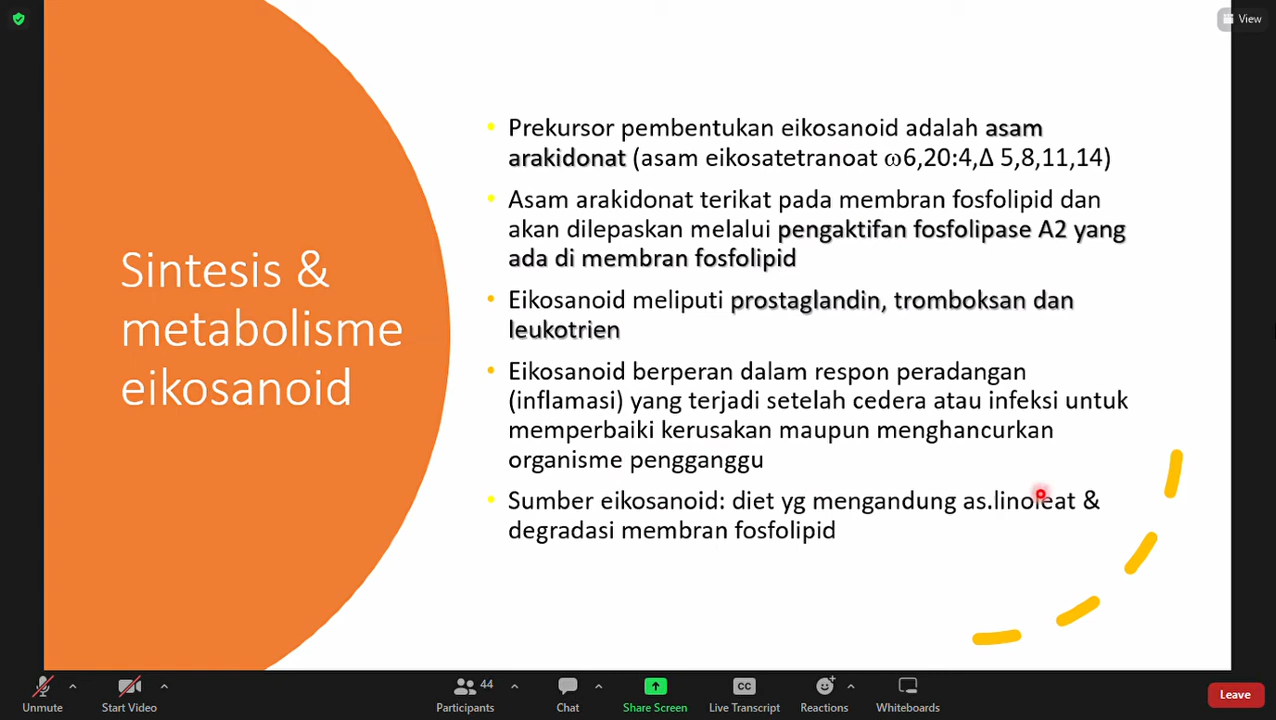 View
Sintesis &
metabolisme
eikosanoid
• Prekursor pembentukan eikosanoid adalah asam
arakidonat (asam eikosatetranoat ω6,20:4,Δ 5,8,11,14)
• Asam arakidonat terikat pada membran fosfolipid dan
akan dilepaskan melalui pengaktifan fosfolipase A2 yang
ada di membran fosfolipid
• Eikosanoid meliputi prostaglandin, tromboksan dan
leukotrien
• Eikosanoid berperan dalam respon peradangan
(inflamasi) yang terjadi setelah cedera atau infeksi untuk
memperbaiki kerusakan maupun menghancurkan
organisme pengganggu
• Sumber eikosanoid: diet yg mengandung as.linoleat &
degradasi membran fosfolipid
Unmute
Start Video
44
Participants
Chat
Share Screen
CC
Live Transcript
Reactions
Whiteboards
Leave